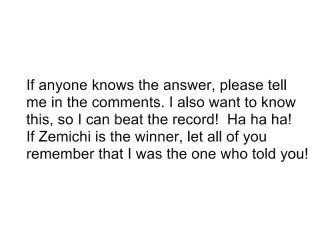 If anyone knows the answer, please tell
me in the comments. I also want to know
this, so I can beat the record!  Ha ha ha!
If Zemichi is the winner, let all of you
remember that I was the one who told you!